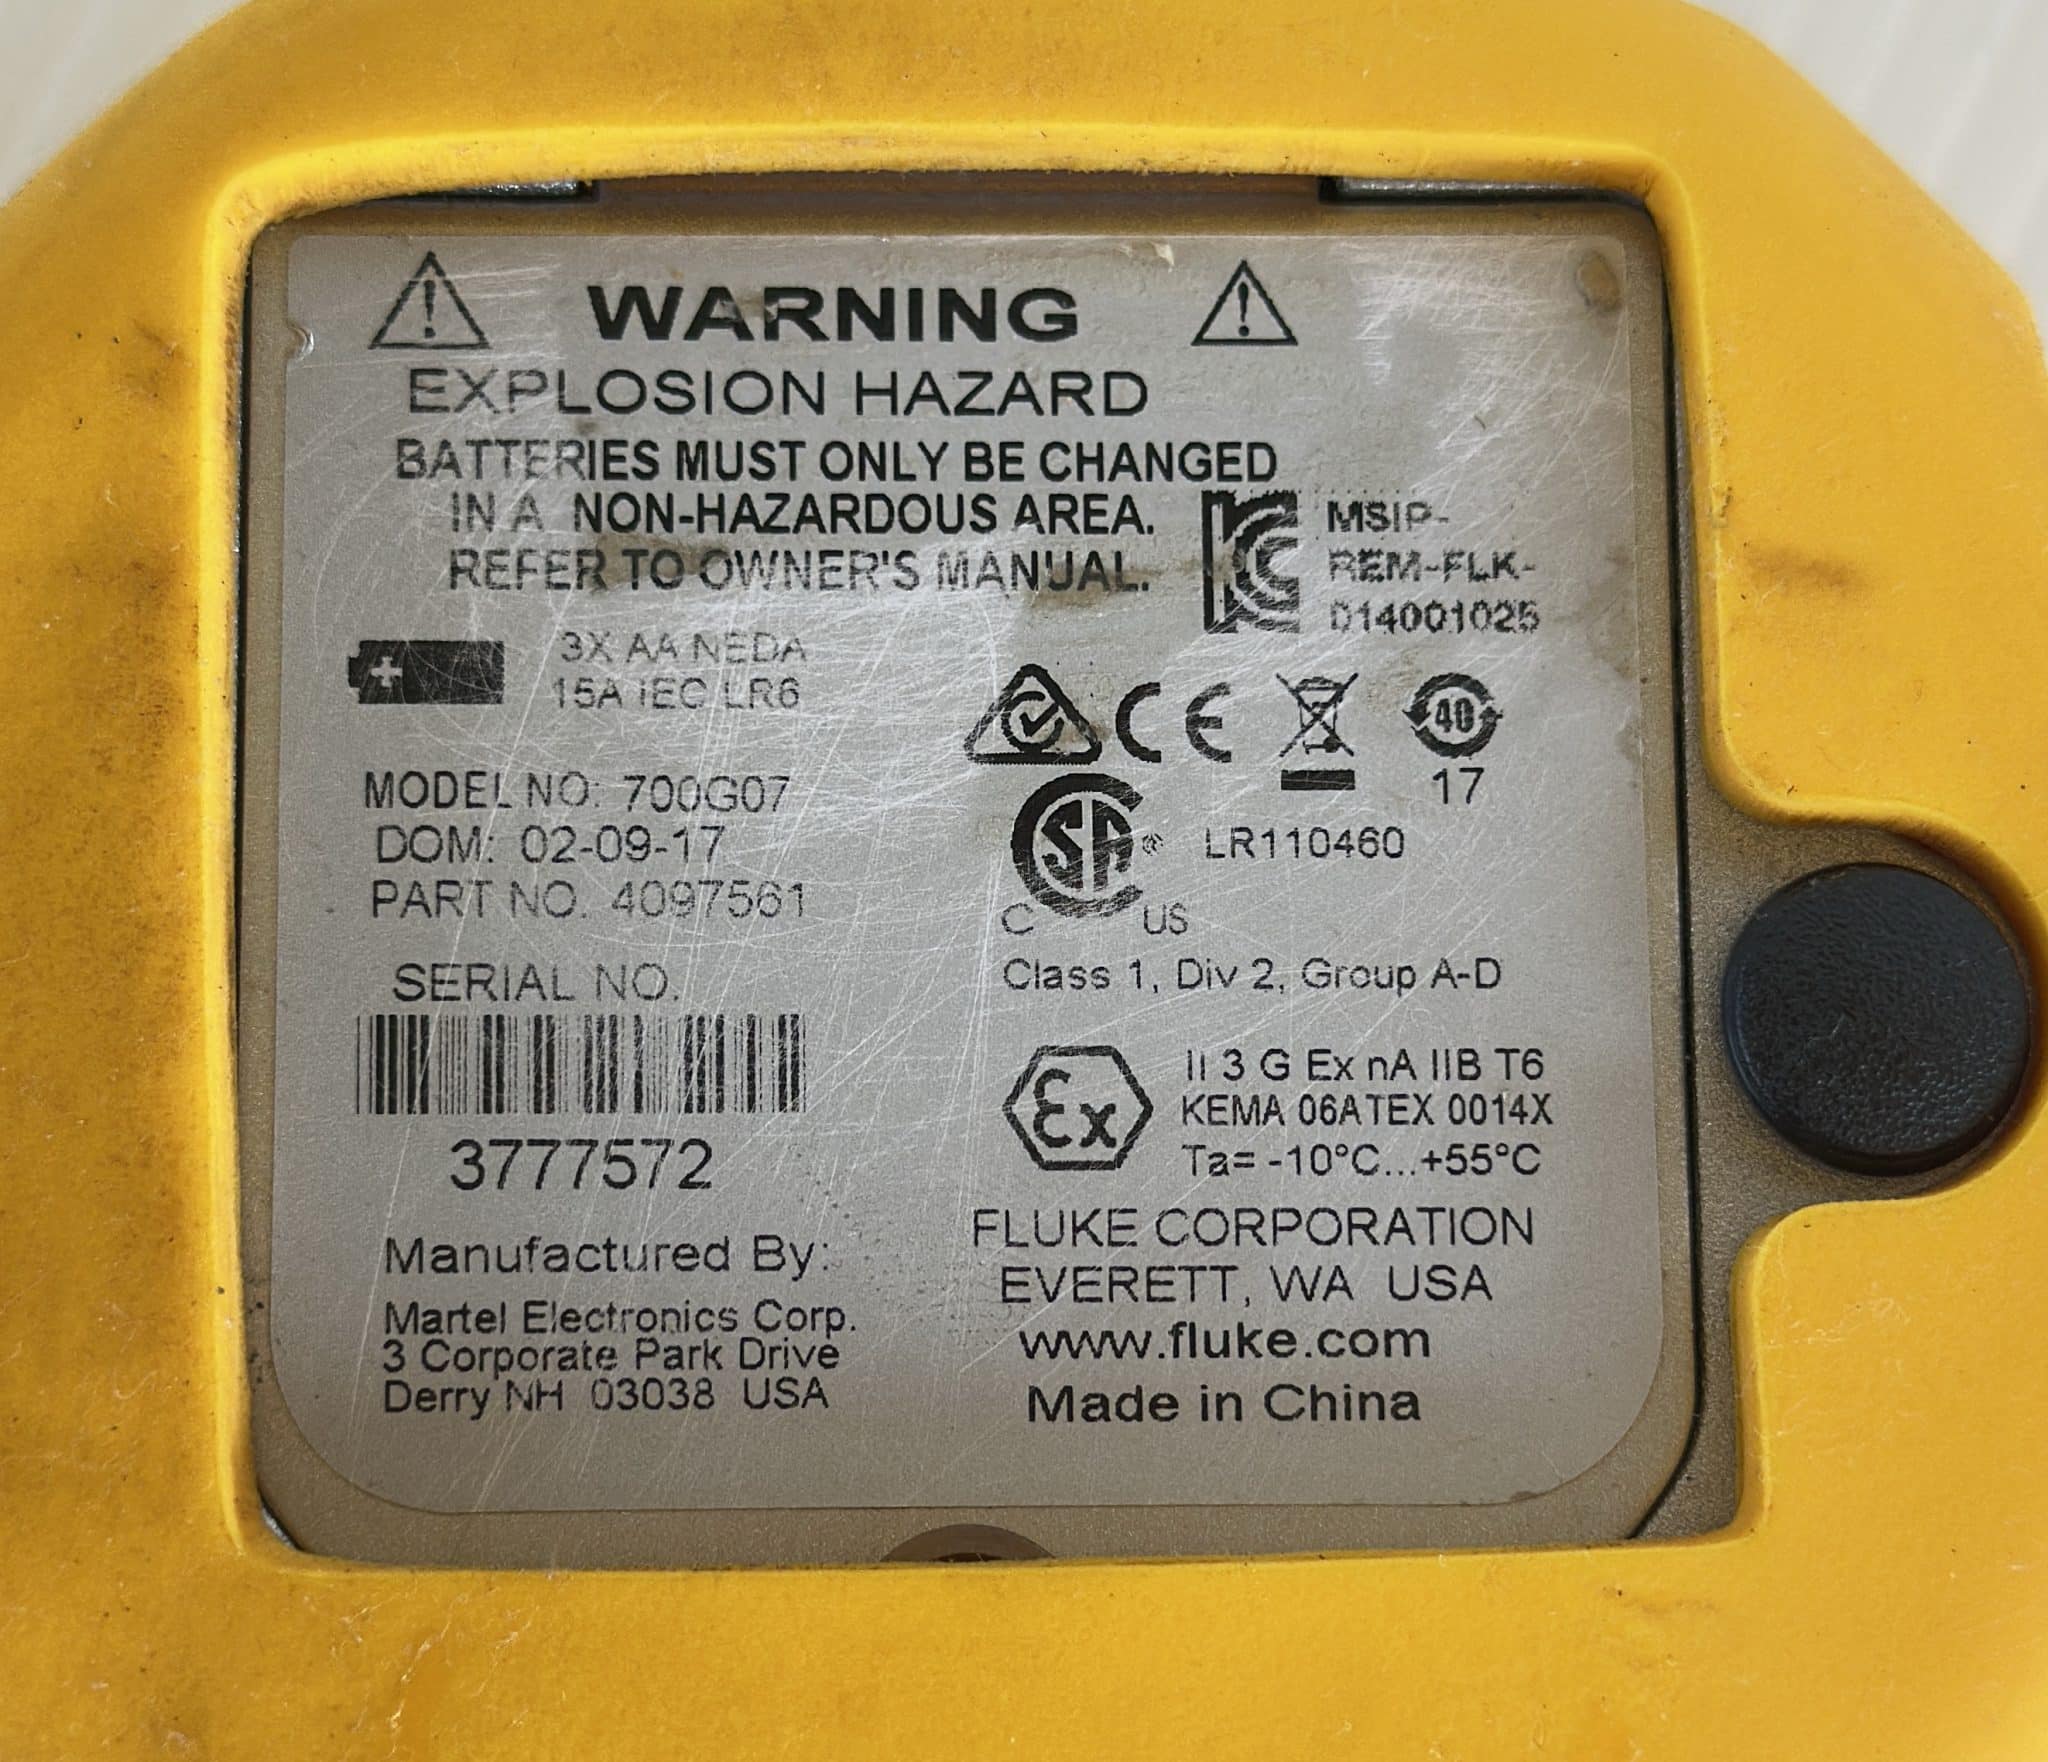 WARNING
EXPLOSION HAZARD
BATTERIES MUST ONLY BE CHANGED
IN A NON-HAZARDOUS AREA.
REFER TO OWNER'S MANUAL.
MSIP-
REM-FLK-
D14001025
3X AA NEDA
15A IEC LR6
CE
40
17
MODEL NO: 700G07
DOM: 02-09-17
PART NO. 4097561
SA
LR110460
C US
Class 1, Div 2, Group A-D
SERIAL NO.
3777572
Ex
II 3 G Ex nA IIB T6
KEMA 06ATEX 0014X
Ta= -10°C...+55°C
Manufactured By:
Martel Electronics Corp.
3 Corporate Park Drive
Derry NH 03038 USA
FLUKE CORPORATION
EVERETT, WA USA
www.fluke.com
Made in China